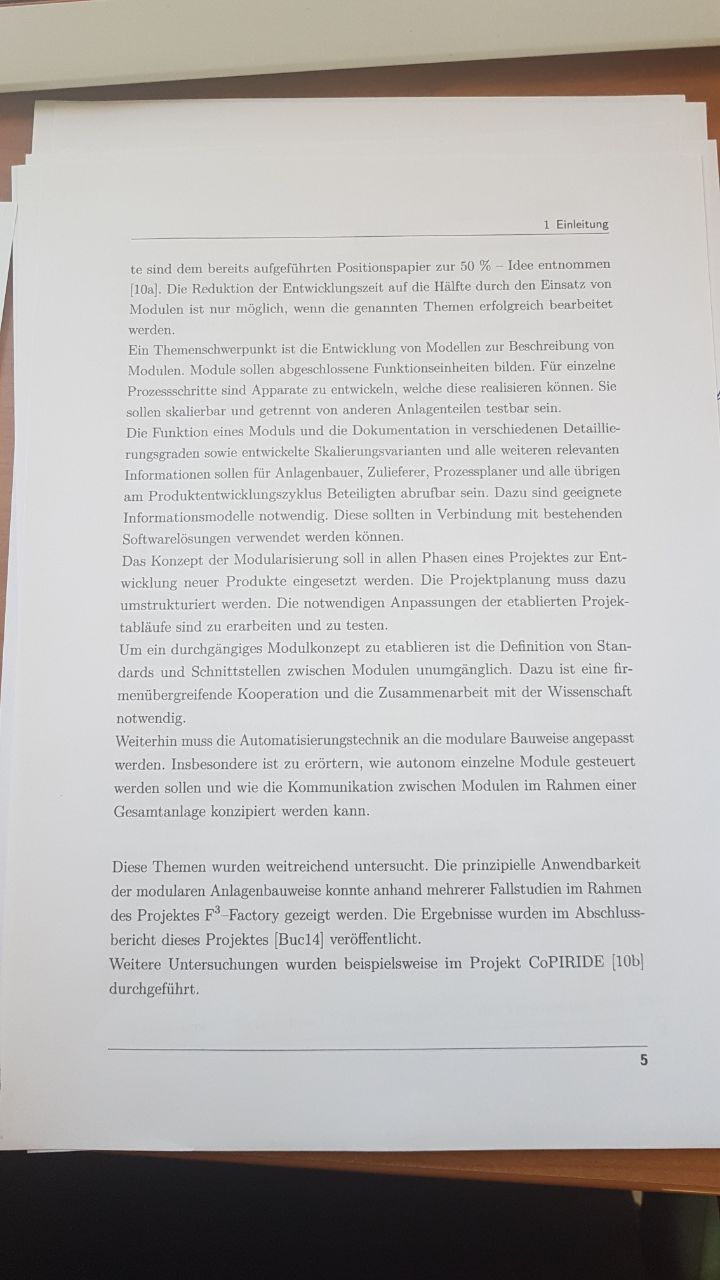 1 Einleitung
te sind dem bereits aufgeführten Positionspapier zur 50 % – Idee entnommen
[10a]. Die Reduktion der Entwicklungszeit auf die Hälfte durch den Einsatz von
Modulen ist nur möglich, wenn die genannten Themen erfolgreich bearbeitet
werden.
Ein Themenschwerpunkt ist die Entwicklung von Modellen zur Beschreibung von
Modulen. Module sollen abgeschlossene Funktionseinheiten bilden. Für einzelne
Prozessschritte sind Apparate zu entwickeln, welche diese realisieren können. Sie
sollen skalierbar und getrennt von anderen Anlagenteilen testbar sein.
Die Funktion eines Moduls und die Dokumentation in verschiedenen Detaillie-
rungsgraden sowie entwickelte Skalierungsvarianten und alle weiteren relevanten
Informationen sollen für Anlagenbauer, Zulieferer, Prozessplaner und alle übrigen
am Produktentwicklungszyklus Beteiligten abrufbar sein. Dazu sind geeignete
Informationsmodelle notwendig. Diese sollten in Verbindung mit bestehenden
Softwarelösungen verwendet werden können.
Das Konzept der Modularisierung soll in allen Phasen eines Projektes zur Ent-
wicklung neuer Produkte eingesetzt werden. Die Projektplanung muss dazu
umstrukturiert werden. Die notwendigen Anpassungen der etablierten Projek-
tabläufe sind zu erarbeiten und zu testen.
Um ein durchgängiges Modulkonzept zu etablieren ist die Definition von Stan-
dards und Schnittstellen zwischen Modulen unumgänglich. Dazu ist eine fir-
menübergreifende Kooperation und die Zusammenarbeit mit der Wissenschaft
notwendig.
Weiterhin muss die Automatisierungstechnik an die modulare Bauweise angepasst
werden. Insbesondere ist zu erörtern, wie autonom einzelne Module gesteuert
werden sollen und wie die Kommunikation zwischen Modulen im Rahmen einer
Gesamtanlage konzipiert werden kann.
Diese Themen wurden weitreichend untersucht. Die prinzipielle Anwendbarkeit
der modularen Anlagenbauweise konnte anhand mehrerer Fallstudien im Rahmen
des Projektes F³–Factory gezeigt werden. Die Ergebnisse wurden im Abschluss-
bericht dieses Projektes [Buc14] veröffentlicht.
Weitere Untersuchungen wurden beispielsweise im Projekt CoPIRIDE [10b]
durchgeführt.
5